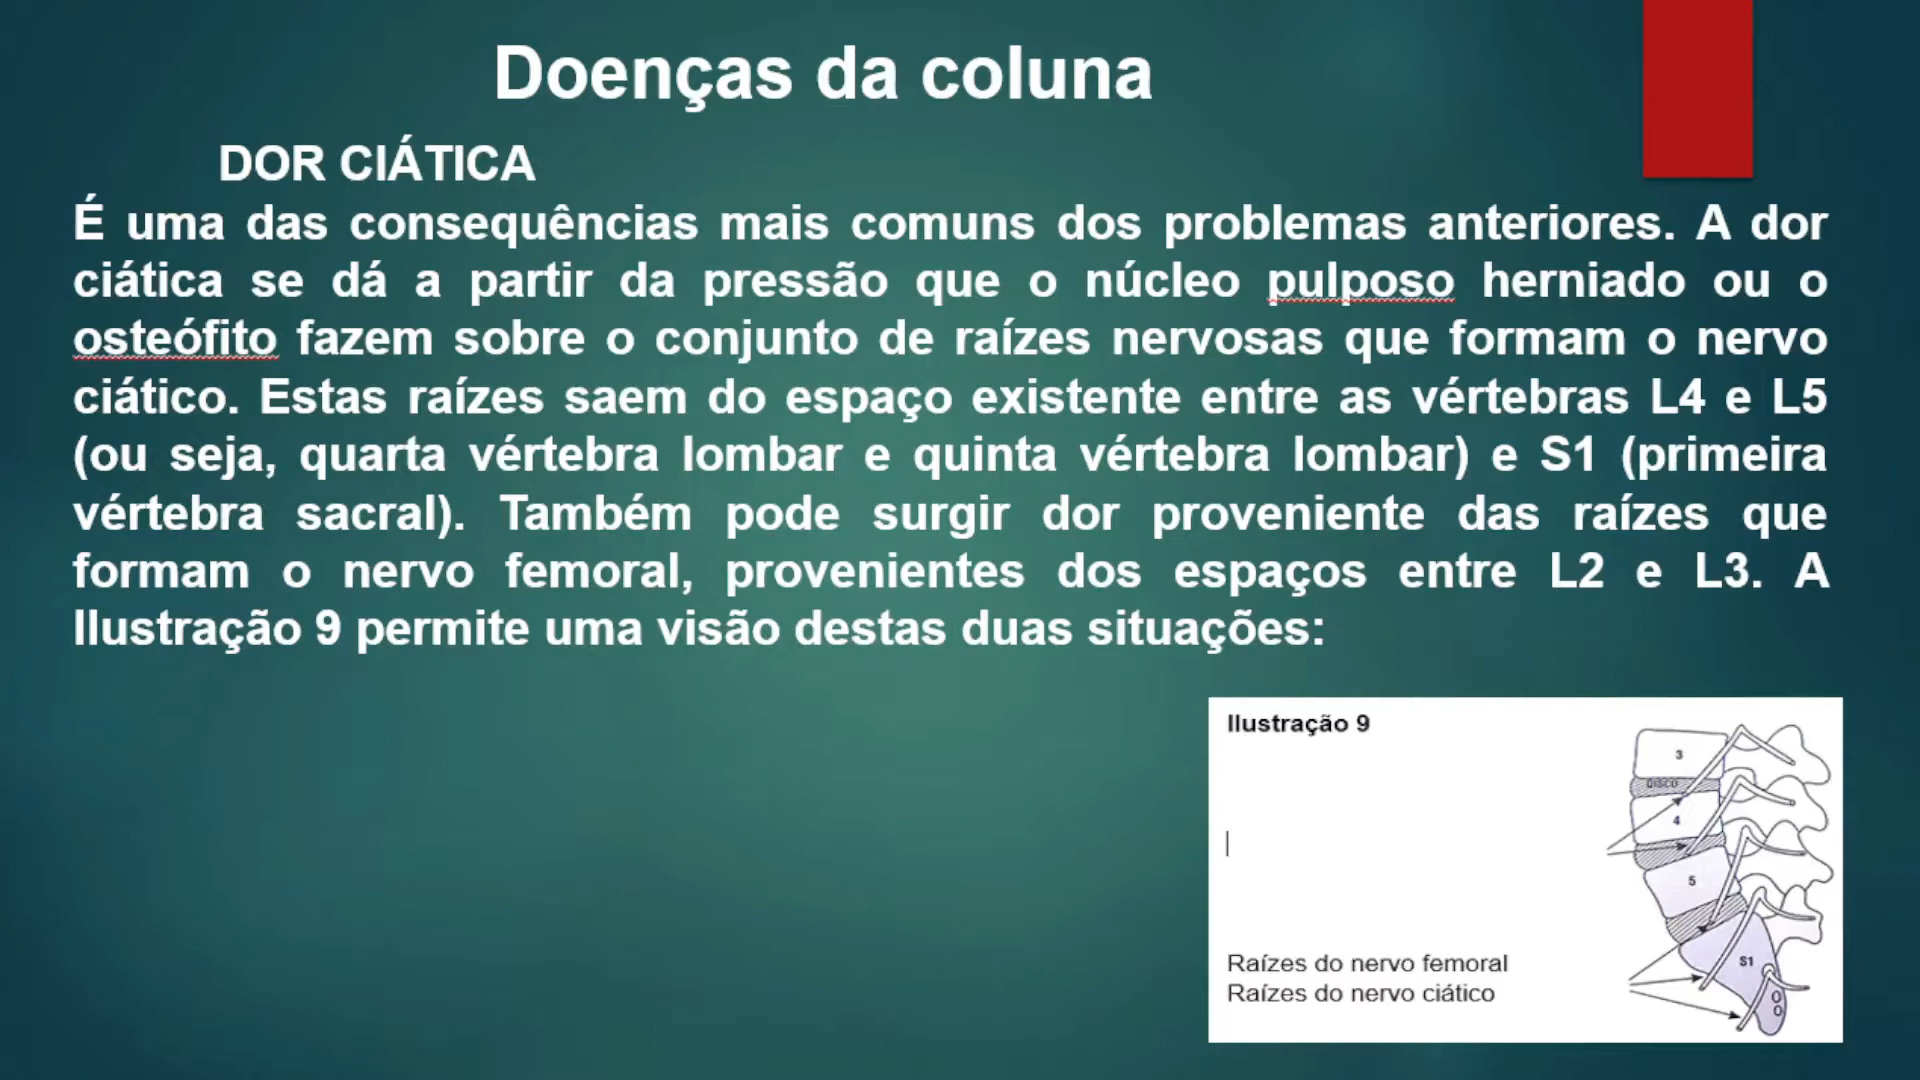 Doenças da coluna
DOR CIÁTICA
É uma das consequências mais comuns dos problemas anteriores. A dor
ciática se dá a partir da pressão que o núcleo pulposo herniado ou o
osteófito fazem sobre o conjunto de raízes nervosas que formam o nervo
ciático. Estas raízes saem do espaço existente entre as vértebras L4 e L5
(ou seja, quarta vértebra lombar e quinta vértebra lombar) e S1 (primeira
vértebra sacral). Também pode surgir dor proveniente das raízes que
formam o nervo femoral, provenientes dos espaços entre L2 e L3. A
Ilustração 9 permite uma visão destas duas situações:
Ilustração 9
3
DISCO
4
5
S1
Raízes do nervo femoral
Raízes do nervo ciático